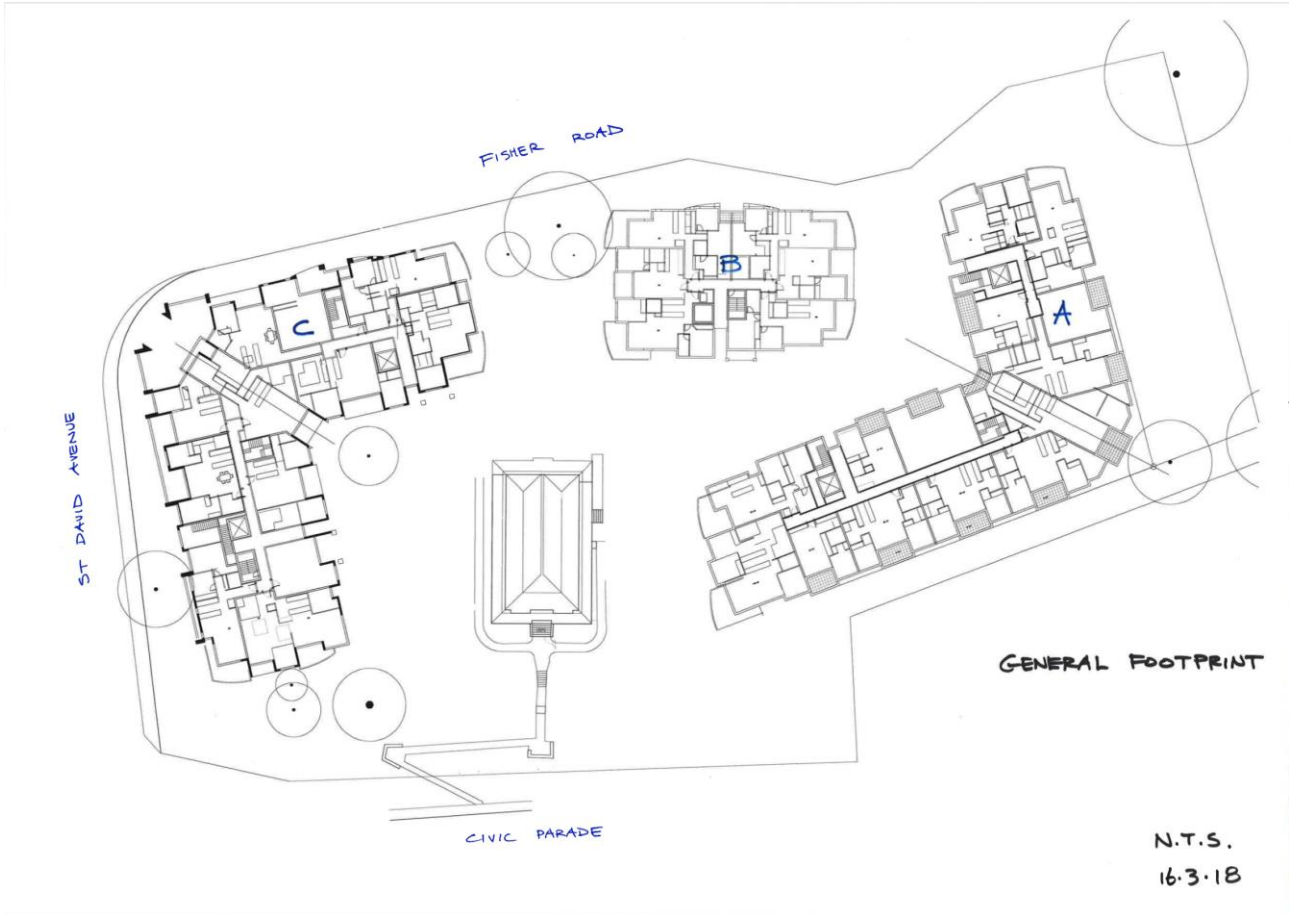 FISHER ROAD
B
A
C
ST DAVID AVENUE
GENERAL FOOTPRINT
CIVIC PARADE
N.T.S.
16.3.18